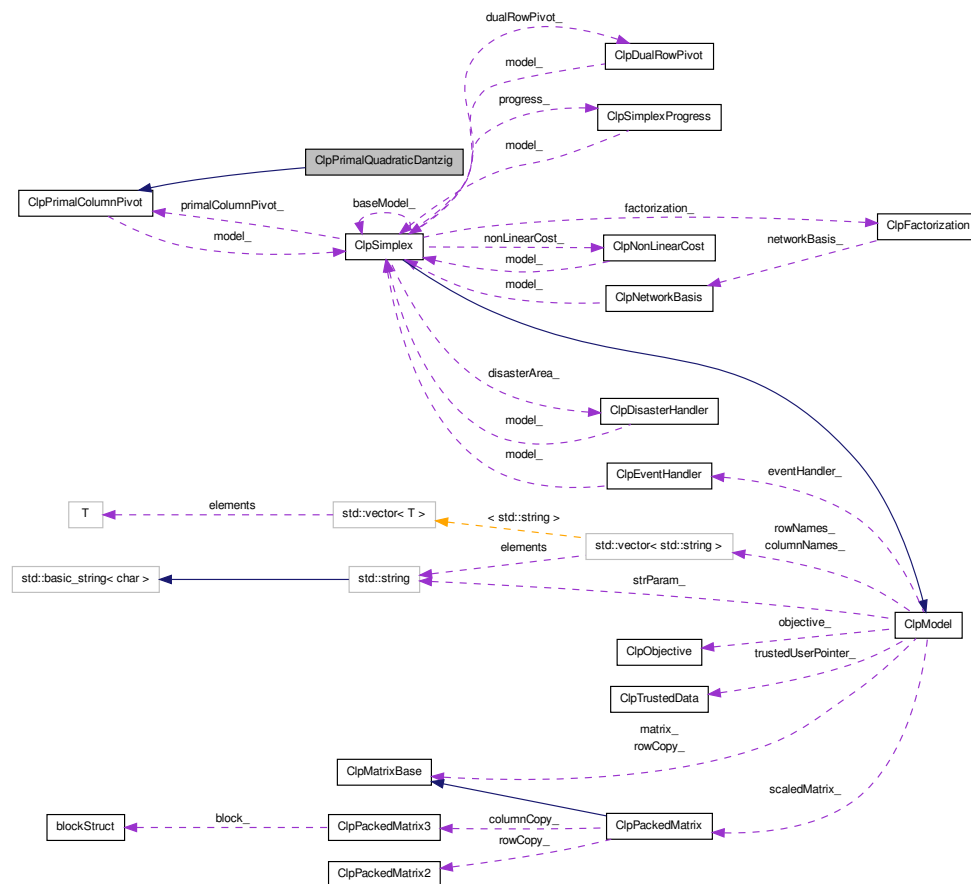 dualRowPivot_
ClpDualRowPivot
model_
progress_
ClpSimplexProgress
model_
ClpPrimalQuadraticDantzig
ClpPrimalColumnPivot
primalColumnPivot_
model_
baseModel_
ClpSimplex
factorization_
ClpFactorization
nonLinearCost_
ClpNonLinearCost
model_
networkBasis_
model_
ClpNetworkBasis
disasterArea_
ClpDisasterHandler
model_
model_
ClpEventHandler
eventHandler_
T
elements
std::vector< T >
< std::string >
rowNames_
columnNames_
std::vector< std::string >
elements
std::basic_string< char >
std::string
strParam_
ClpModel
objective_
ClpObjective
trustedUserPointer_
ClpTrustedData
matrix_
rowCopy_
ClpMatrixBase
scaledMatrix_
blockStruct
block_
ClpPackedMatrix3
columnCopy_
ClpPackedMatrix
rowCopy_
ClpPackedMatrix2